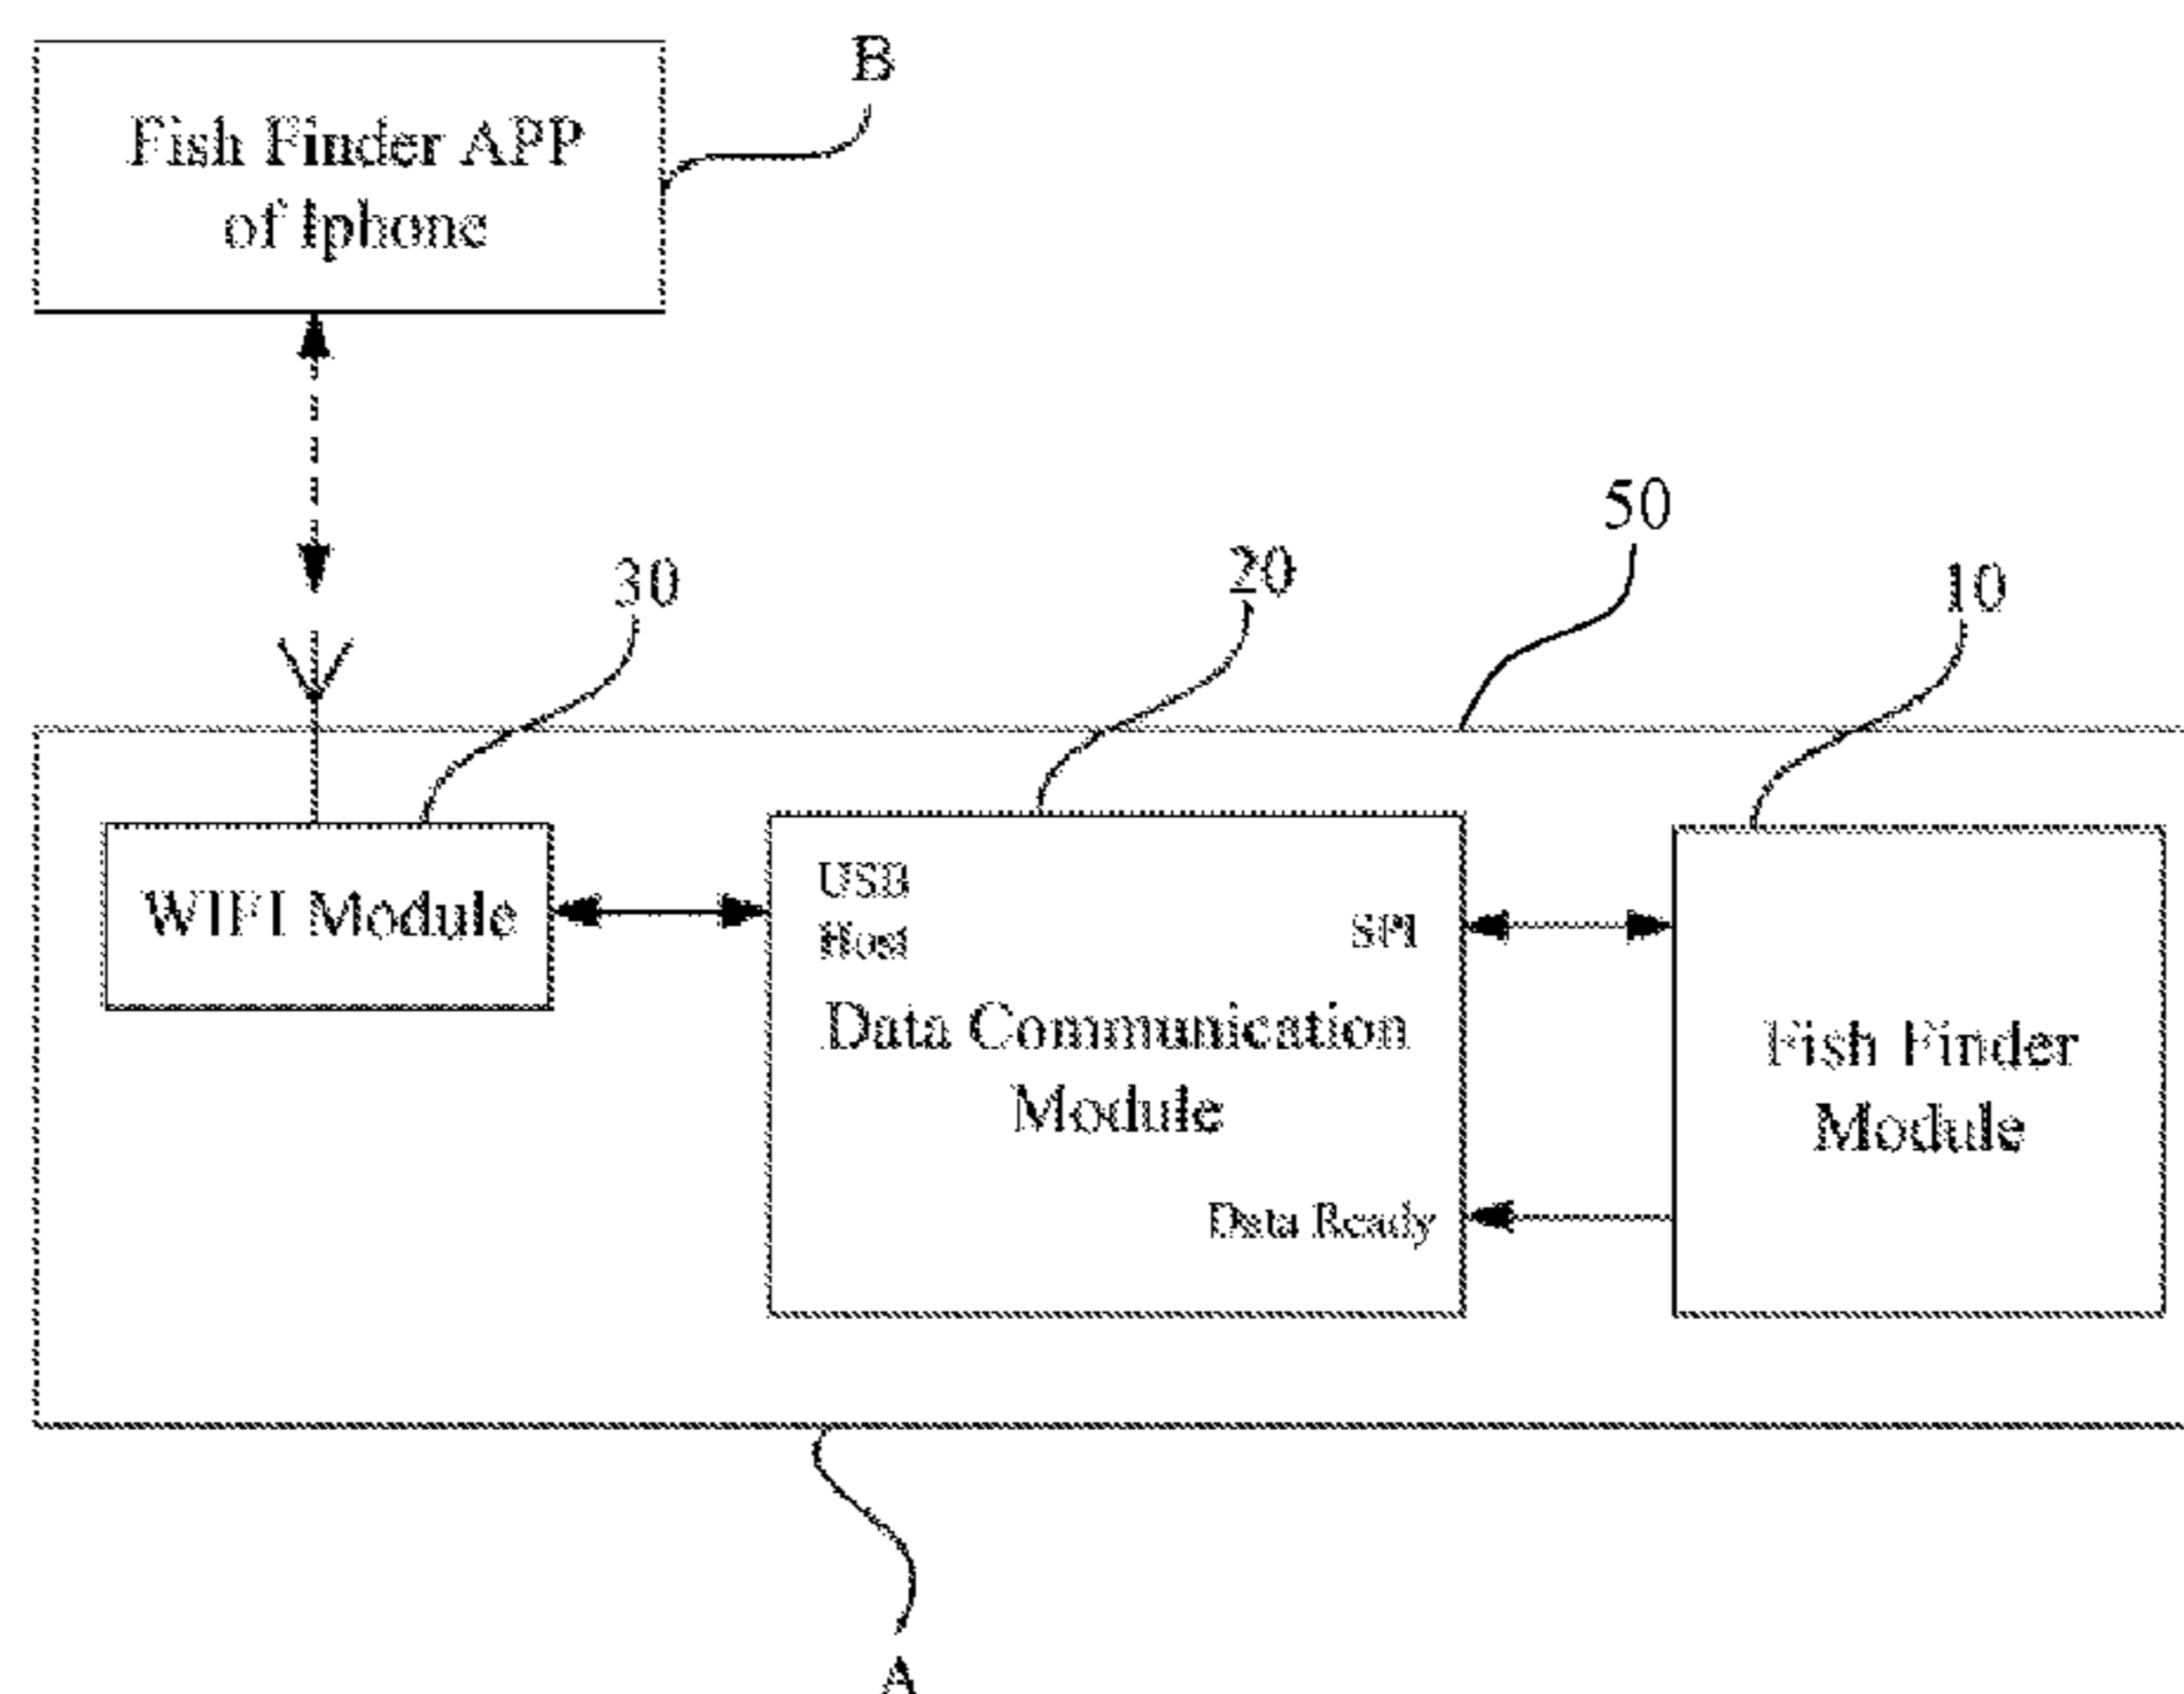 B
Fish Finder APP
of Iphone
50
30
20
10
WIFI Module
USB
Host
SPI
Data Communication
Module
Fish Finder
Module
Data Ready
A